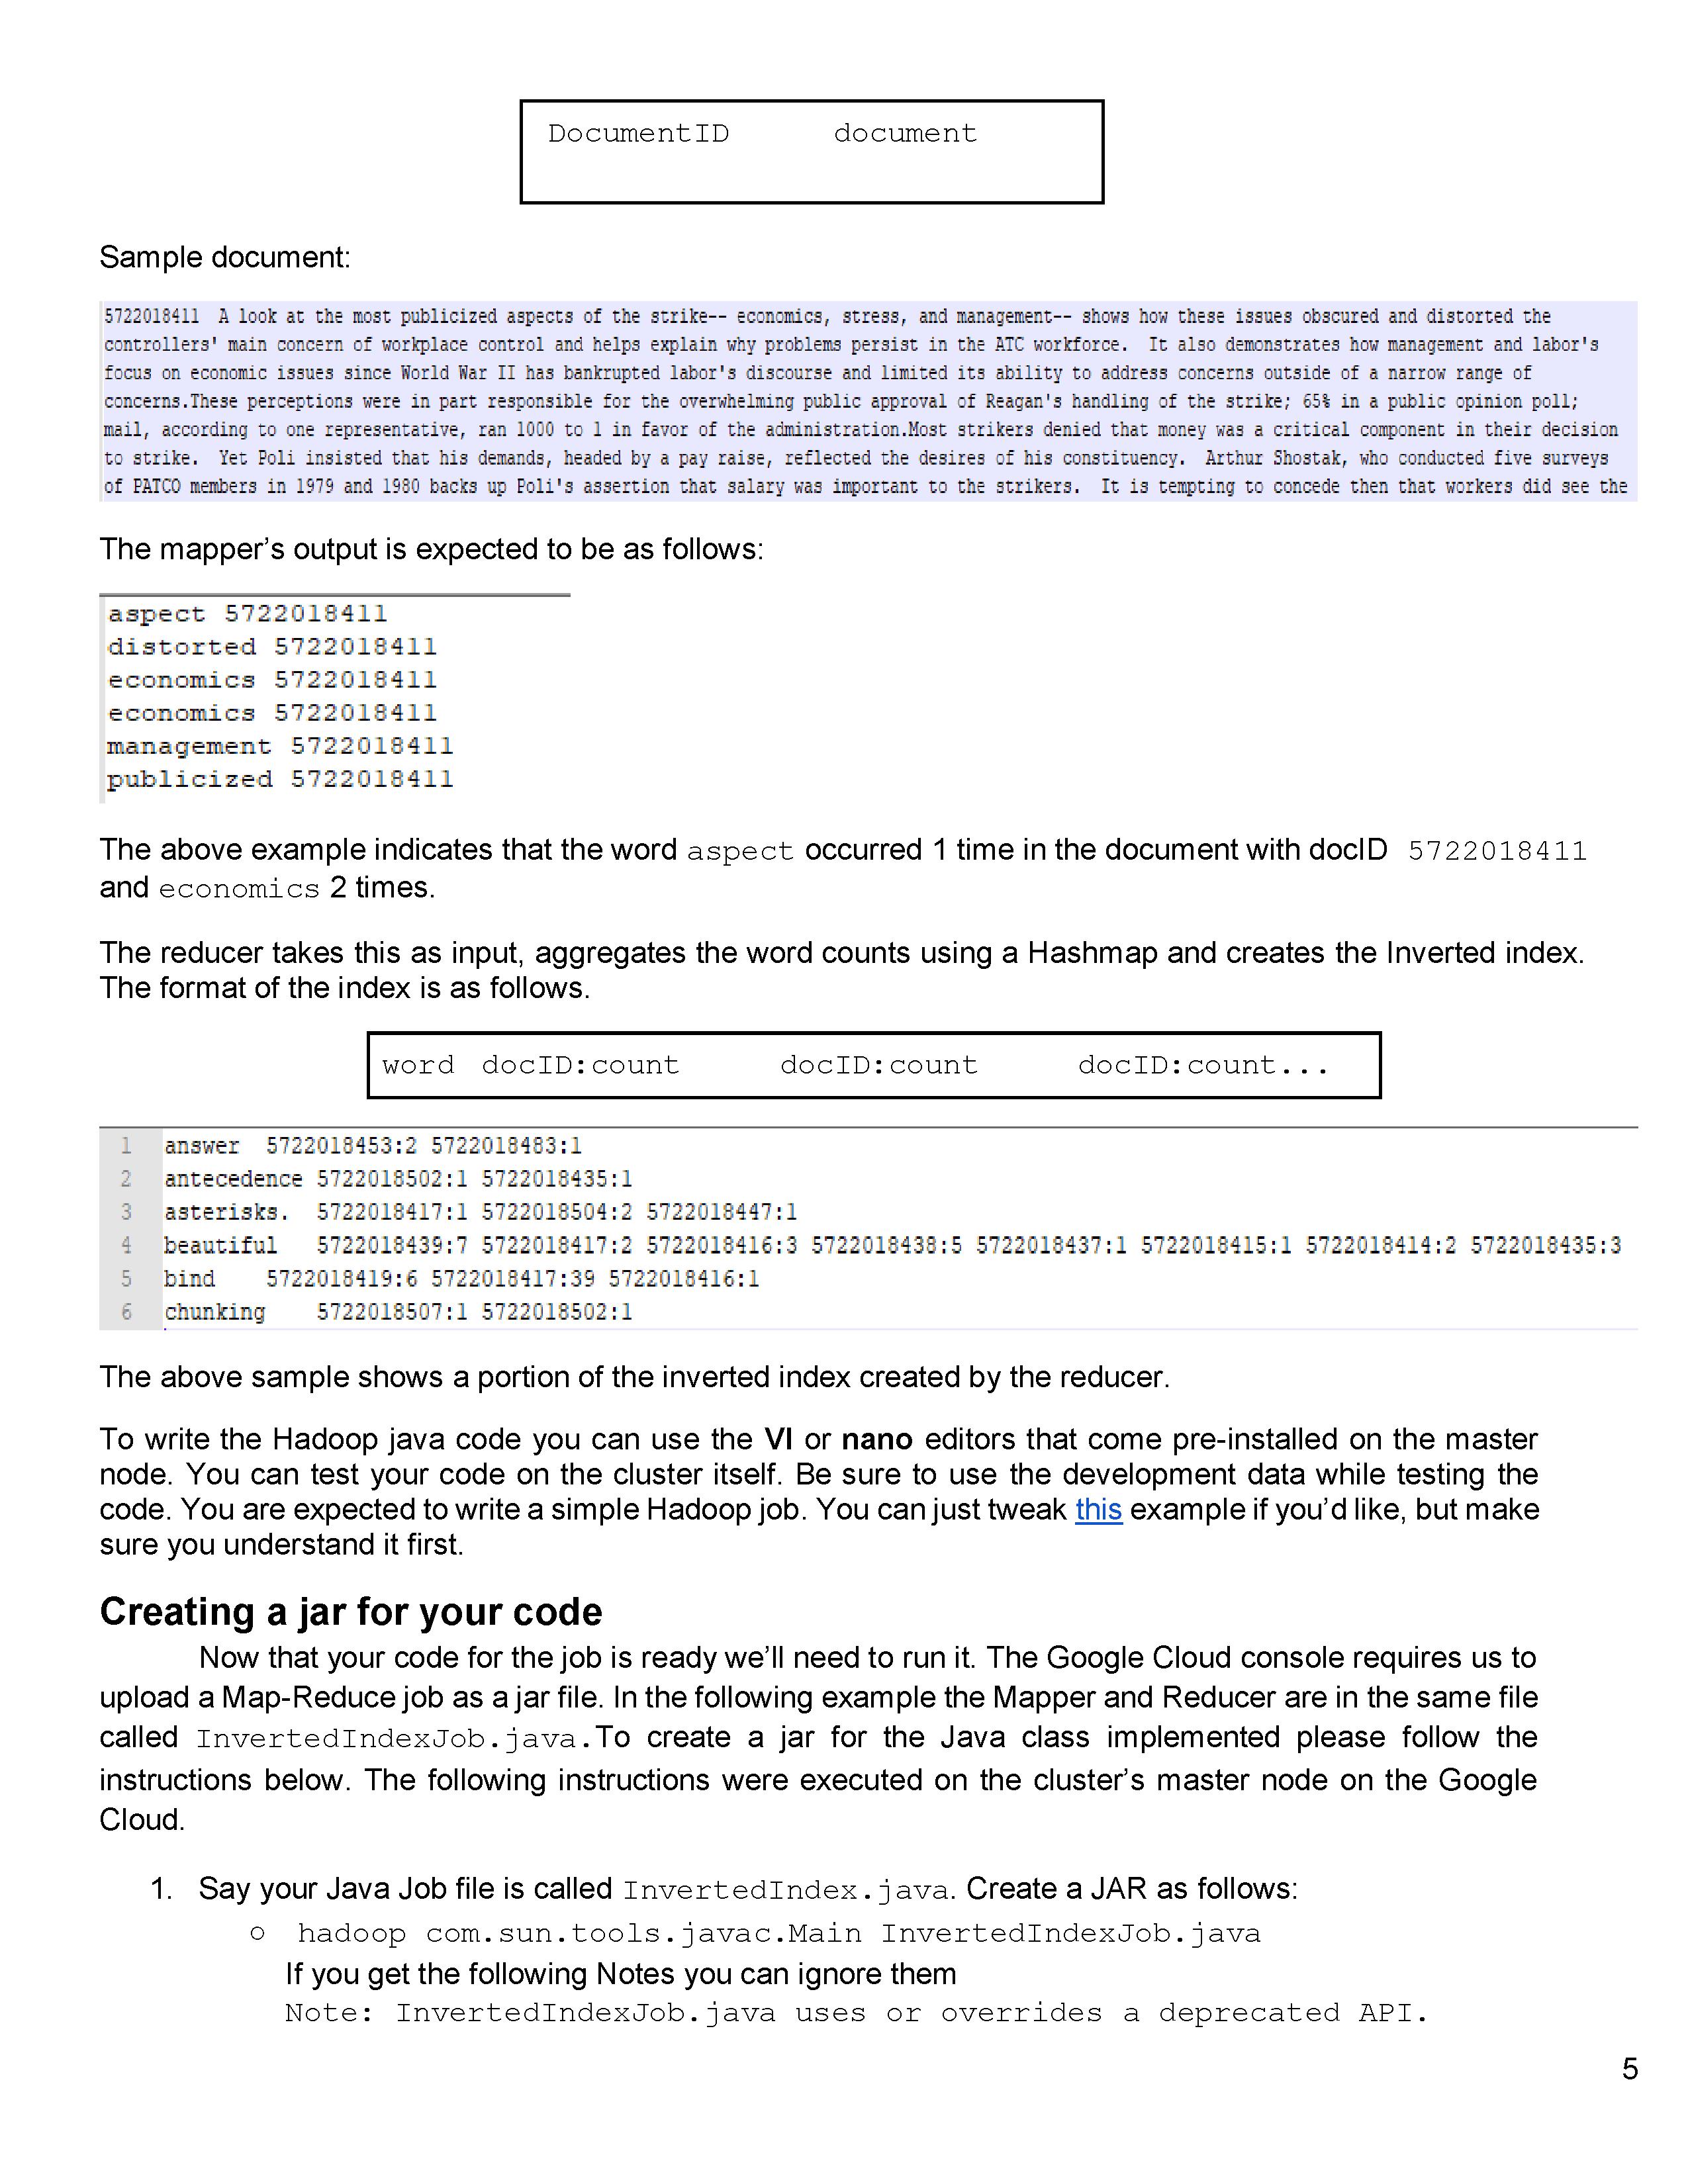 DocumentID document
Sample document:
5722018411  A look at the most publicized aspects of the strike-- economics, stress, and management-- shows how these issues obscured and distorted the
controllers' main concern of workplace control and helps explain why problems persist in the ATC workforce.  It also demonstrates how management and labor's
focus on economic issues since World War II has bankrupted labor's discourse and limited its ability to address concerns outside of a narrow range of
concerns.These perceptions were in part responsible for the overwhelming public approval of Reagan's handling of the strike; 65% in a public opinion poll;
mail, according to one representative, ran 1000 to 1 in favor of the administration.Most strikers denied that money was a critical component in their decision
to strike.  Yet Poli insisted that his demands, headed by a pay raise, reflected the desires of his constituency.  Arthur Shostak, who conducted five surveys
of PATCO members in 1979 and 1980 backs up Poli's assertion that salary was important to the strikers.  It is tempting to concede then that workers did see the
The mapper’s output is expected to be as follows:
aspect 5722018411
distorted 5722018411
economics 5722018411
economics 5722018411
management 5722018411
publicized 5722018411
The above example indicates that the word aspect occurred 1 time in the document with docID 5722018411
and economics 2 times.
The reducer takes this as input, aggregates the word counts using a Hashmap and creates the Inverted index.
The format of the index is as follows.
word docID:count docID:count docID:count...
1 answer 5722018453:2 5722018483:1
2 antecedence 5722018502:1 5722018435:1
3 asterisks. 5722018417:1 5722018504:2 5722018447:1
4 beautiful 5722018439:7 5722018417:2 5722018416:3 5722018438:5 5722018437:1 5722018415:1 5722018414:2 5722018435:3
5 bind 5722018419:6 5722018417:39 5722018416:1
6 chunking 5722018507:1 5722018502:1
The above sample shows a portion of the inverted index created by the reducer.
To write the Hadoop java code you can use the VI or nano editors that come pre-installed on the master
node. You can test your code on the cluster itself. Be sure to use the development data while testing the
code. You are expected to write a simple Hadoop job. You can just tweak this example if you’d like, but make
sure you understand it first.
Creating a jar for your code
Now that your code for the job is ready we’ll need to run it. The Google Cloud console requires us to
upload a Map-Reduce job as a jar file. In the following example the Mapper and Reducer are in the same file
called InvertedIndexJob.java.To create a jar for the Java class implemented please follow the
instructions below. The following instructions were executed on the cluster’s master node on the Google
Cloud.
1. Say your Java Job file is called InvertedIndex.java. Create a JAR as follows:
○ hadoop com.sun.tools.javac.Main InvertedIndexJob.java
If you get the following Notes you can ignore them
Note: InvertedIndexJob.java uses or overrides a deprecated API.
5